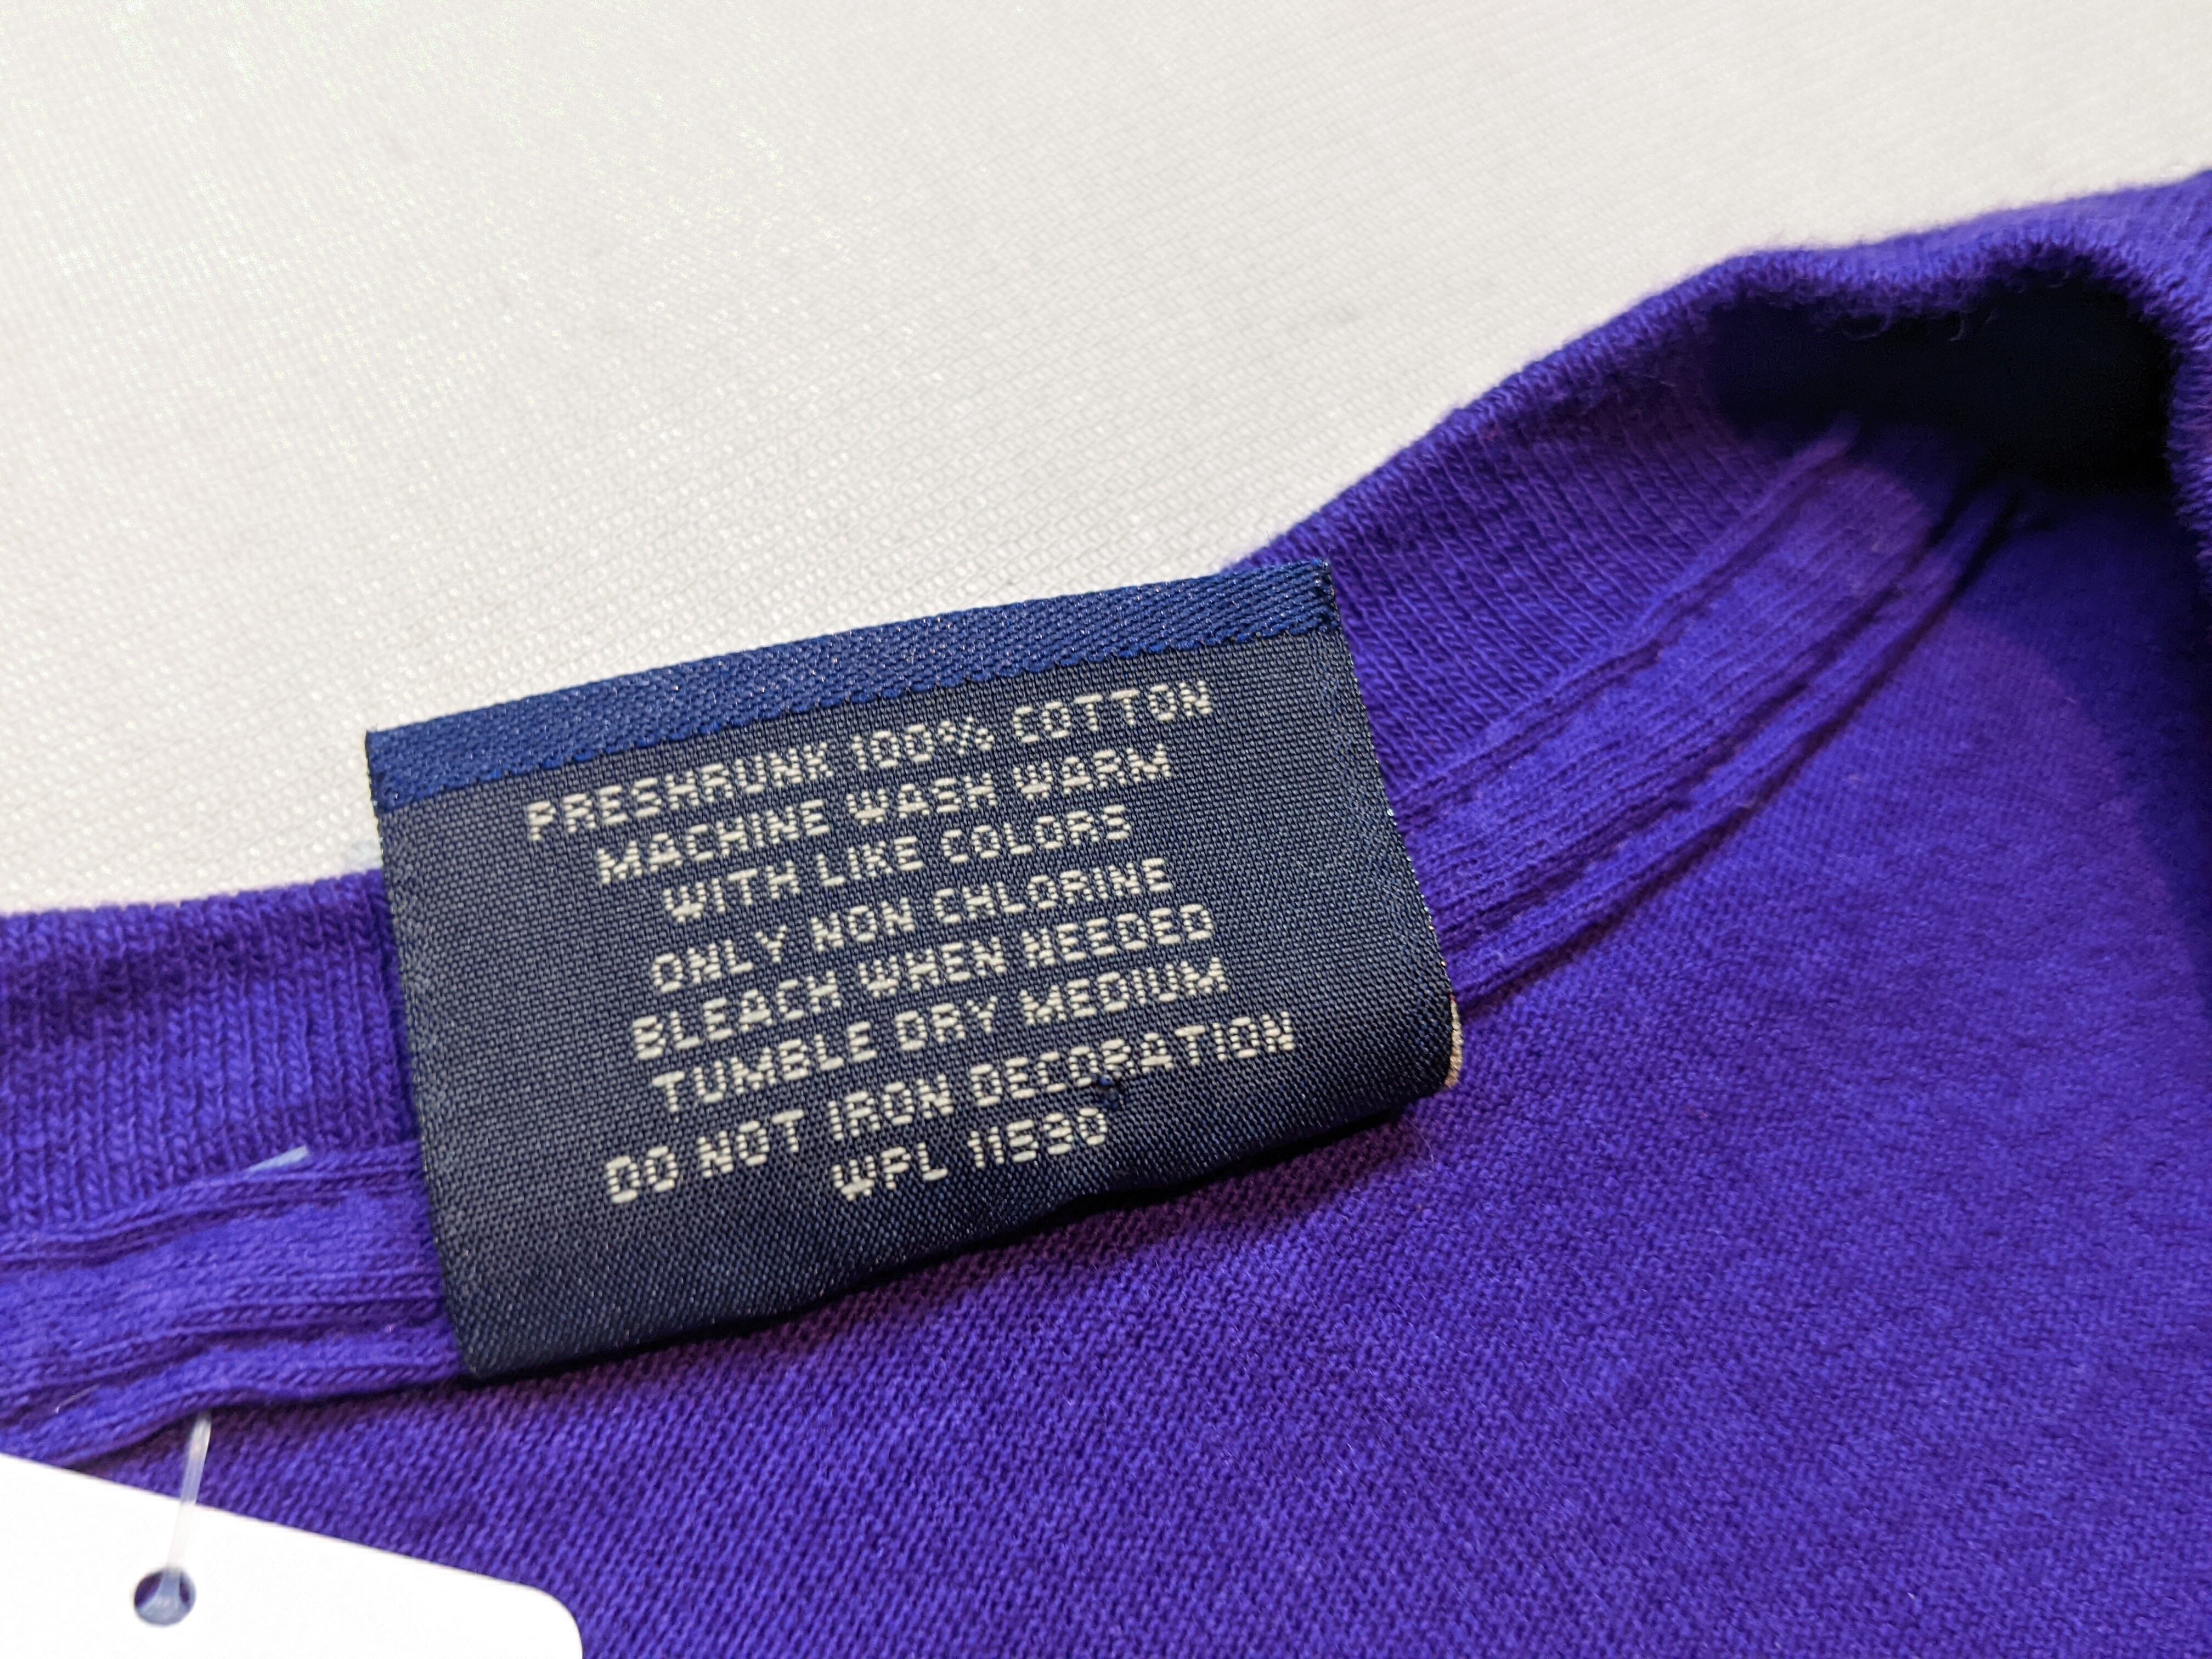 PRESHRUNK 100% COTTON
MACHINE WASH WARM
WITH LIKE COLORS
ONLY NON CHLORINE
BLEACH WHEN NEEDED
TUMBLE DRY MEDIUM
DO NOT IRON DECORATION
WPL 11530